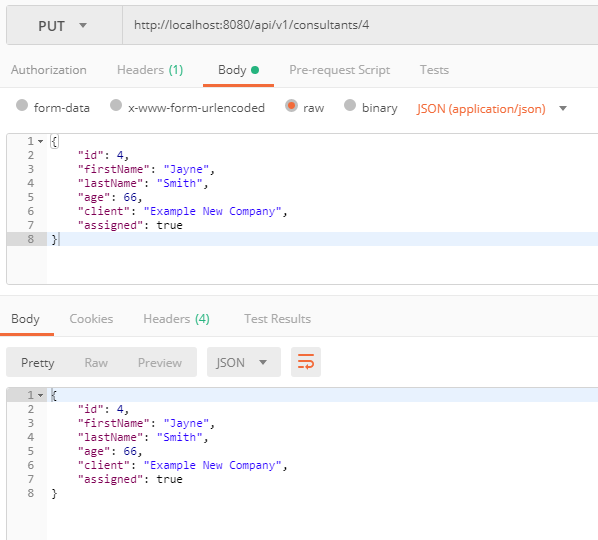 PUT http://localhost:8080/api/v1/consultants/4
Authorization Headers (1) Body Pre-request Script Tests
form-data x-www-form-urlencoded raw binary JSON (application/json)
1 {
2 "id": 4,
3 "firstName": "Jayne",
4 "lastName": "Smith",
5 "age": 66,
6 "client": "Example New Company",
7 "assigned": true
8 }
Body Cookies Headers (4) Test Results
Pretty Raw Preview JSON
1 {
2 "id": 4,
3 "firstName": "Jayne",
4 "lastName": "Smith",
5 "age": 66,
6 "client": "Example New Company",
7 "assigned": true
8 }